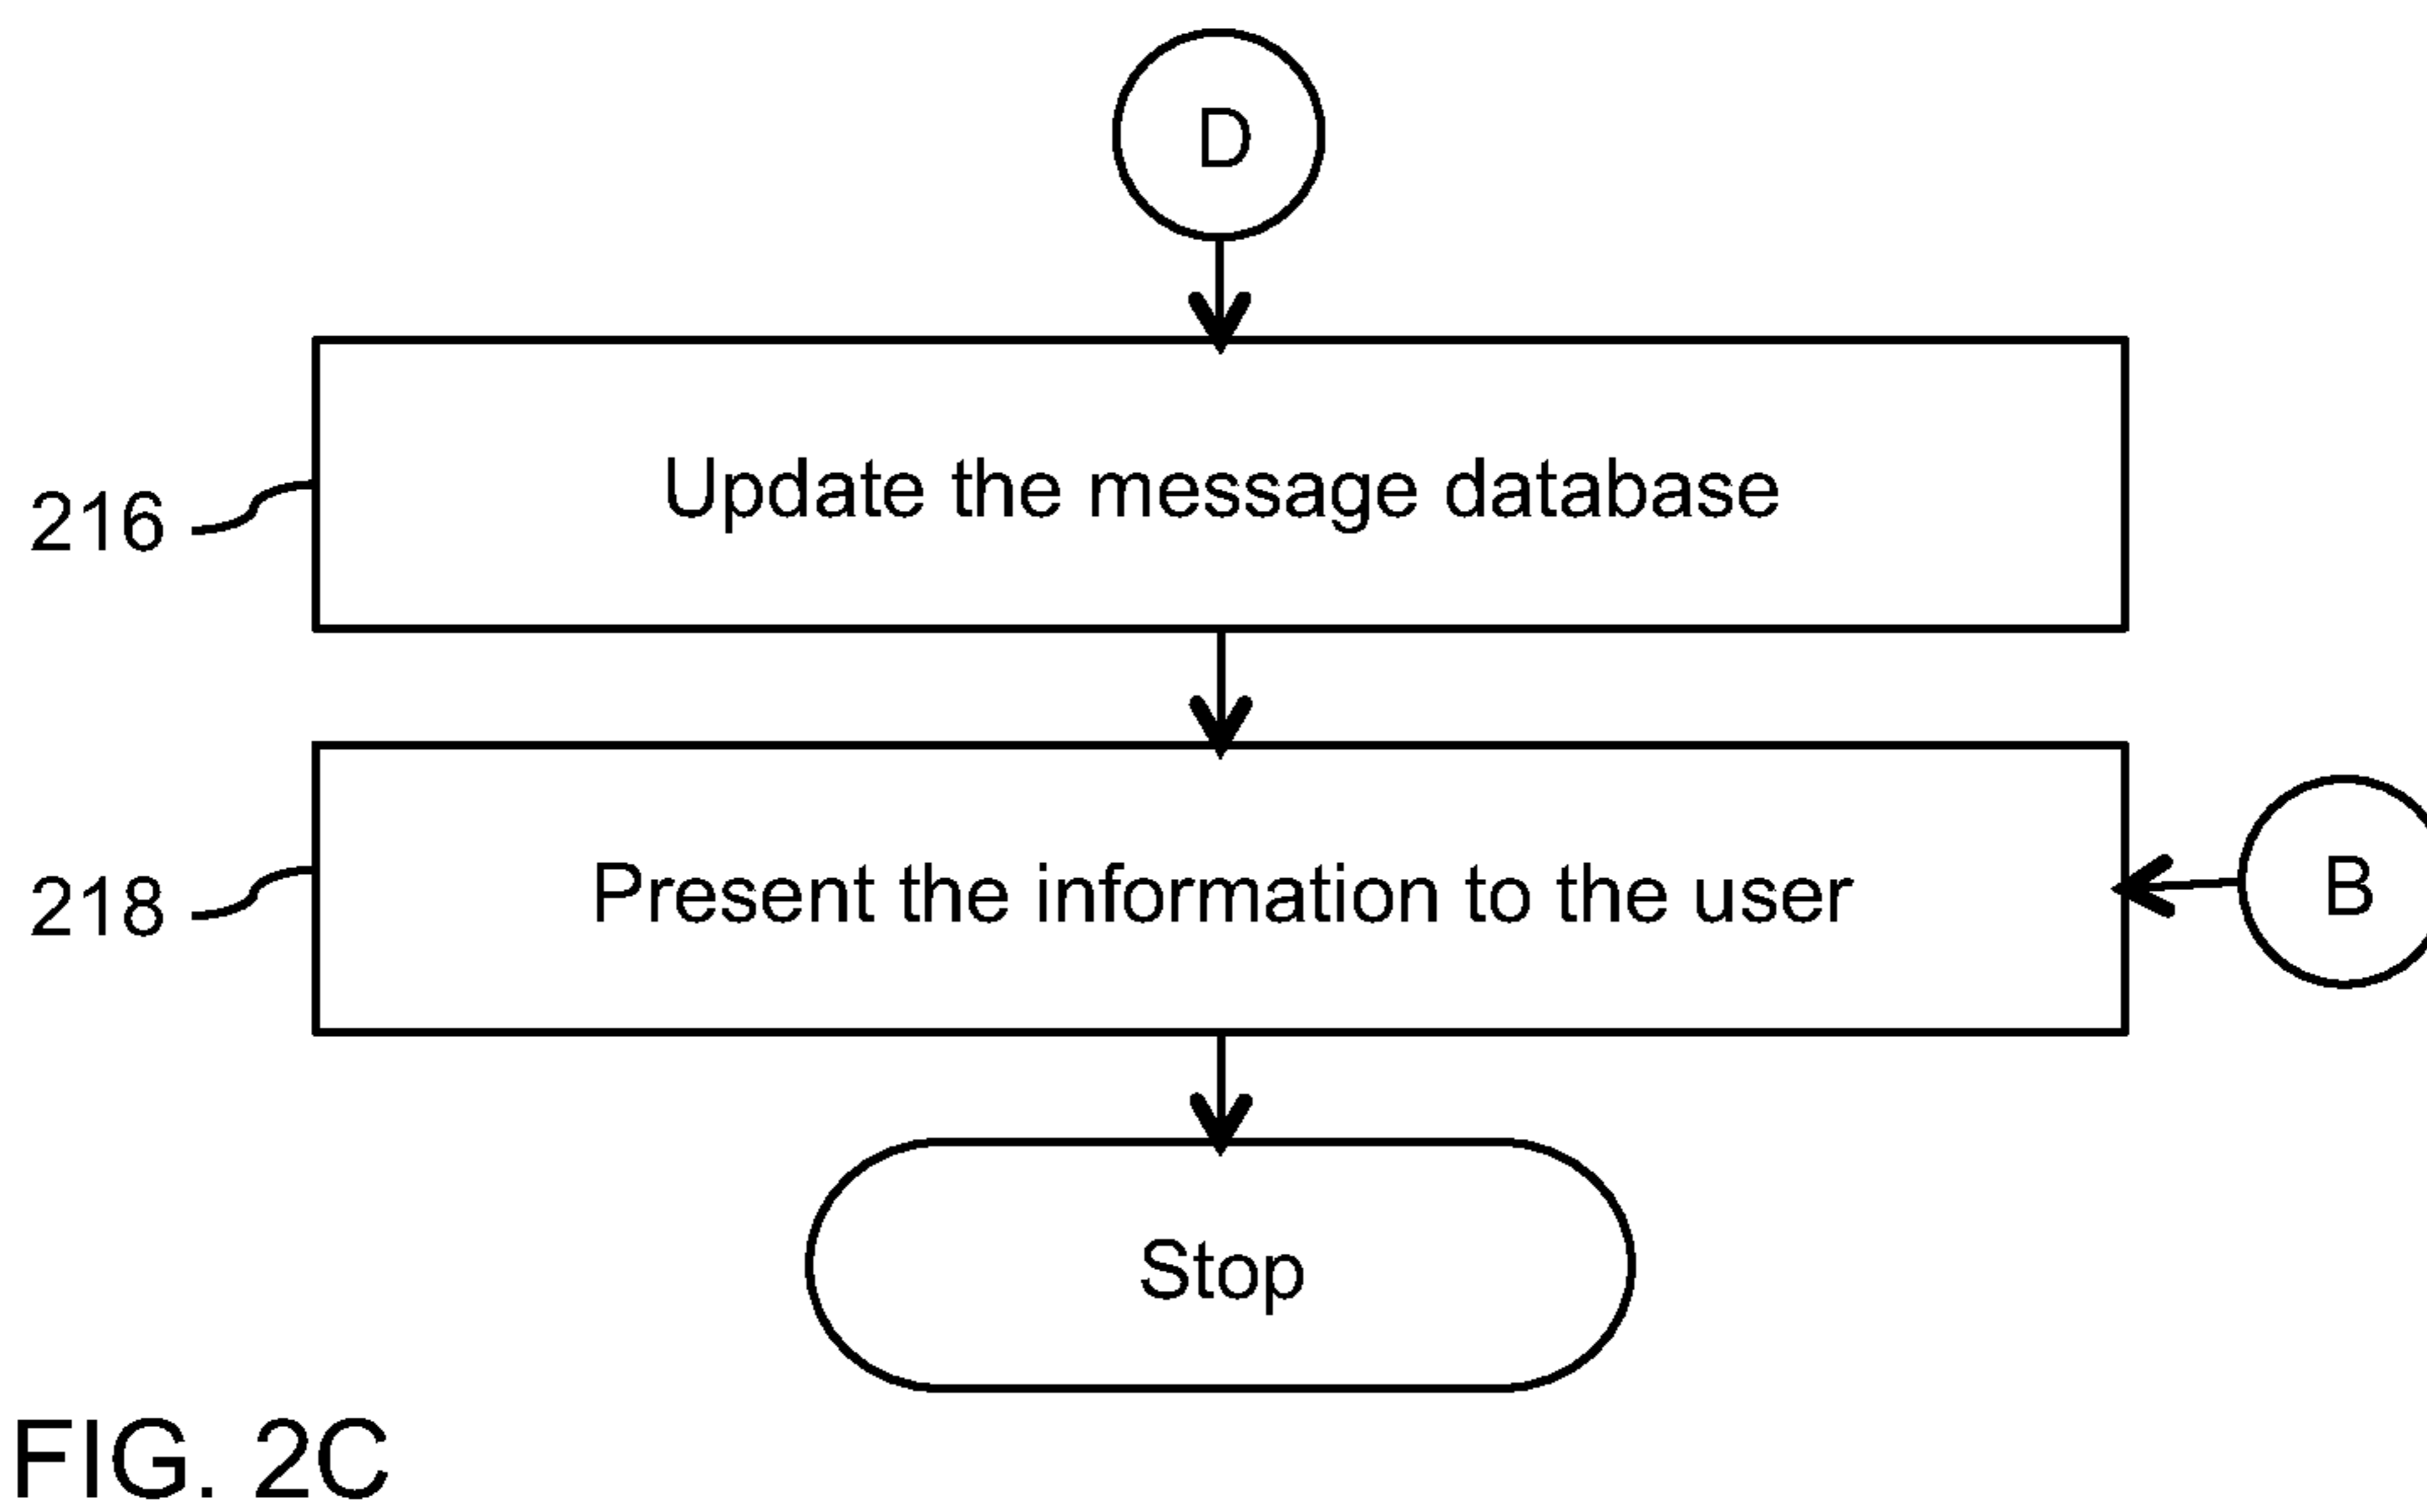 D
216
Update the message database
218
Present the information to the user
B
Stop
FIG. 2C